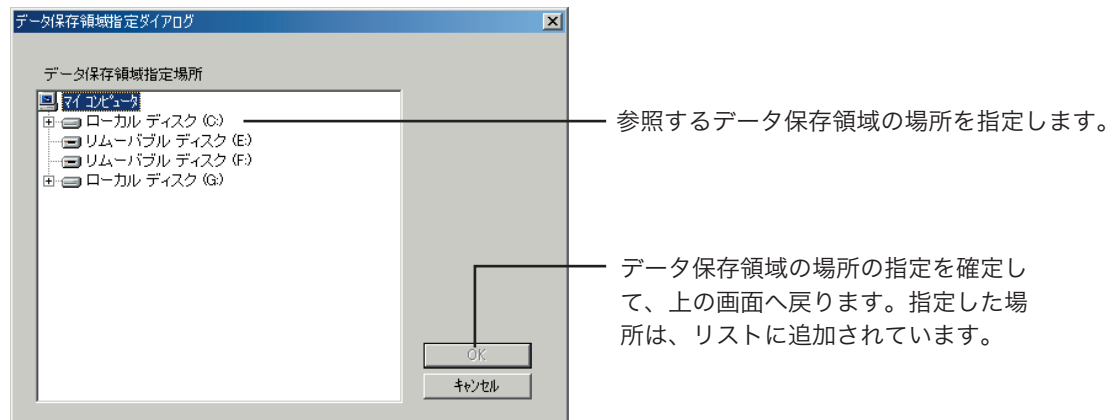 データ保存領域指定ダイアログ
データ保存領域指定場所
マイ コンピュータ
ローカル ディスク (C:)
リムーバブル ディスク (E:)
リムーバブル ディスク (F:)
ローカル ディスク (G:)
参照するデータ保存領域の場所を指定します。
データ保存領域の場所の指定を確定し
て、上の画面へ戻ります。指定した場
所は、リストに追加されています。
OK
キャンセル